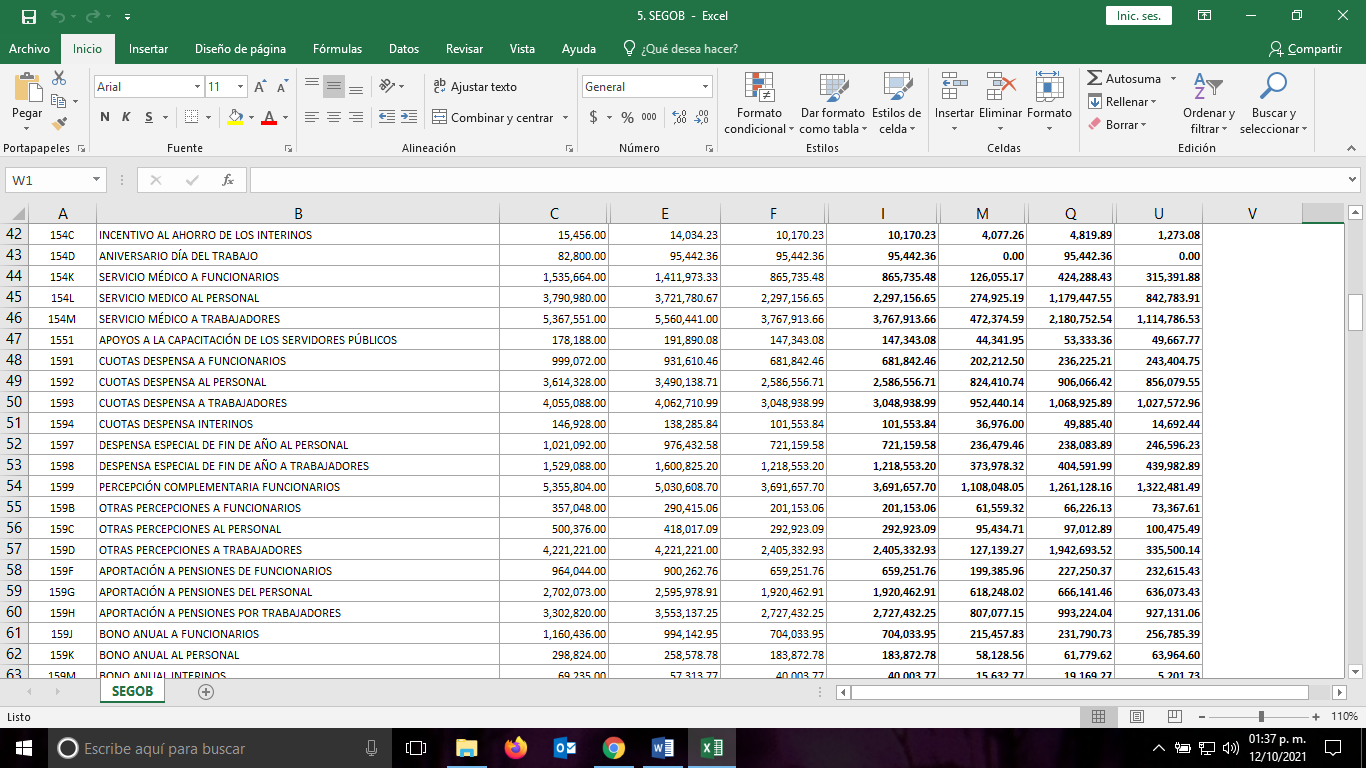 5. SEGOB - Excel
Inic. ses.
Archivo Inicio Insertar Diseño de página Fórmulas Datos Revisar Vista Ayuda ¿Qué desea hacer? Compartir
Arial 11 Ajustar texto General Autosuma
Pegar N K S Combinar y centrar $ % 000 Formato condicional Dar formato como tabla Estilos de celda Insertar Eliminar Formato Rellenar Borrar Ordenar y filtrar Buscar y seleccionar
Portapapeles Fuente Alineación Número Estilos Celdas Edición
W1 fx
A B C E F I M Q U V
42 154C INCENTIVO AL AHORRO DE LOS INTERINOS 15,456.00 14,034.23 10,170.23 10,170.23 4,077.26 4,819.89 1,273.08
43 154D ANIVERSARIO DÍA DEL TRABAJO 82,800.00 95,442.36 95,442.36 95,442.36 0.00 95,442.36 0.00
44 154K SERVICIO MÉDICO A FUNCIONARIOS 1,535,664.00 1,411,973.33 865,735.48 865,735.48 126,055.17 424,288.43 315,391.88
45 154L SERVICIO MEDICO AL PERSONAL 3,790,980.00 3,721,780.67 2,297,156.65 2,297,156.65 274,925.19 1,179,447.55 842,783.91
46 154M SERVICIO MÉDICO A TRABAJADORES 5,367,551.00 5,560,441.00 3,767,913.66 3,767,913.66 472,374.59 2,180,752.54 1,114,786.53
47 1551 APOYOS A LA CAPACITACIÓN DE LOS SERVIDORES PÚBLICOS 178,188.00 191,890.08 147,343.08 147,343.08 44,341.95 53,333.36 49,667.77
48 1591 CUOTAS DESPENSA A FUNCIONARIOS 999,072.00 931,610.46 681,842.46 681,842.46 202,212.50 236,225.21 243,404.75
49 1592 CUOTAS DESPENSA AL PERSONAL 3,614,328.00 3,490,138.71 2,586,556.71 2,586,556.71 824,410.74 906,066.42 856,079.55
50 1593 CUOTAS DESPENSA A TRABAJADORES 4,055,088.00 4,062,710.99 3,048,938.99 3,048,938.99 952,440.14 1,068,925.89 1,027,572.96
51 1594 CUOTAS DESPENSA INTERINOS 146,928.00 138,285.84 101,553.84 101,553.84 36,976.00 49,885.40 14,692.44
52 1597 DESPENSA ESPECIAL DE FIN DE AÑO AL PERSONAL 1,021,092.00 976,432.58 721,159.58 721,159.58 236,479.46 238,083.89 246,596.23
53 1598 DESPENSA ESPECIAL DE FIN DE AÑO A TRABAJADORES 1,529,088.00 1,600,825.20 1,218,553.20 1,218,553.20 373,978.32 404,591.99 439,982.89
54 1599 PERCEPCIÓN COMPLEMENTARIA FUNCIONARIOS 5,355,804.00 5,030,608.70 3,691,657.70 3,691,657.70 1,108,048.05 1,261,128.16 1,322,481.49
55 159B OTRAS PERCEPCIONES A FUNCIONARIOS 357,048.00 290,415.06 201,153.06 201,153.06 61,559.32 66,226.13 73,367.61
56 159C OTRAS PERCEPCIONES AL PERSONAL 500,376.00 418,017.09 292,923.09 292,923.09 95,434.71 97,012.89 100,475.49
57 159D OTRAS PERCEPCIONES A TRABAJADORES 4,221,221.00 4,221,221.00 2,405,332.93 2,405,332.93 127,139.27 1,942,693.52 335,500.14
58 159F APORTACIÓN A PENSIONES DE FUNCIONARIOS 964,044.00 900,262.76 659,251.76 659,251.76 199,385.96 227,250.37 232,615.43
59 159G APORTACIÓN A PENSIONES DEL PERSONAL 2,702,073.00 2,595,978.91 1,920,462.91 1,920,462.91 618,248.02 666,141.46 636,073.43
60 159H APORTACIÓN A PENSIONES POR TRABAJADORES 3,302,820.00 3,553,137.25 2,727,432.25 2,727,432.25 807,077.15 993,224.04 927,131.06
61 159J BONO ANUAL A FUNCIONARIOS 1,160,436.00 994,142.95 704,033.95 704,033.95 215,457.83 231,790.73 256,785.39
62 159K BONO ANUAL AL PERSONAL 298,824.00 258,578.78 183,872.78 183,872.78 58,128.56 61,779.62 63,964.60
63 159M BONO ANUAL INTERINOS 69,235.00 57,313.77 40,003.77 40,003.77 15,632.77 19,169.27 5,201.73
SEGOB
Listo 110%
Escribe aquí para buscar
01:37 p. m.
12/10/2021